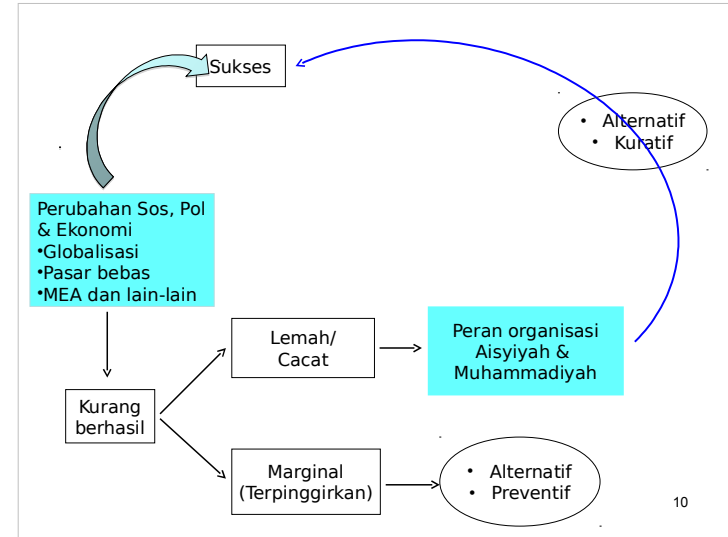 Sukses
• Alternatif
• Kuratif
Perubahan Sos, Pol
& Ekonomi
•Globalisasi
•Pasar bebas
•MEA dan lain-lain
Lemah/
Cacat
Peran organisasi
Aisyiyah &
Muhammadiyah
Kurang
berhasil
Marginal
(Terpinggirkan)
• Alternatif
• Preventif
10